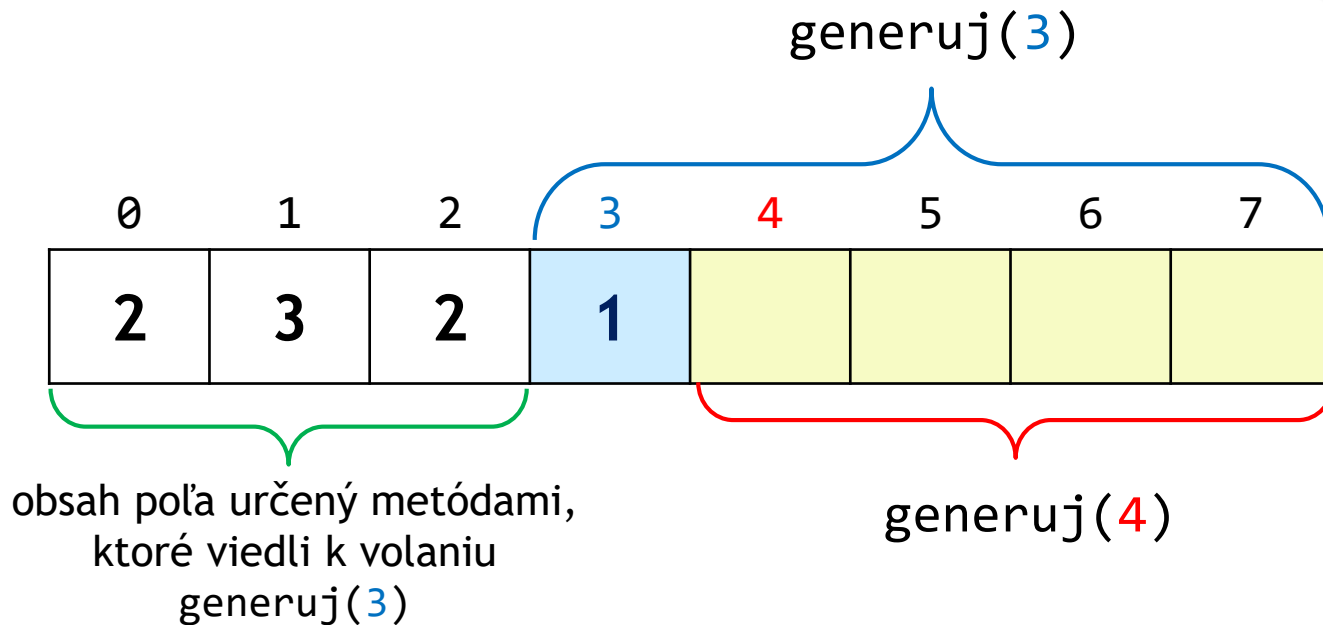 generuj(3)
0 1 2 3 4 5 6 7
2 3 2 1
obsah poľa určený metódami,
ktoré viedli k volaniu
generuj(3)
generuj(4)